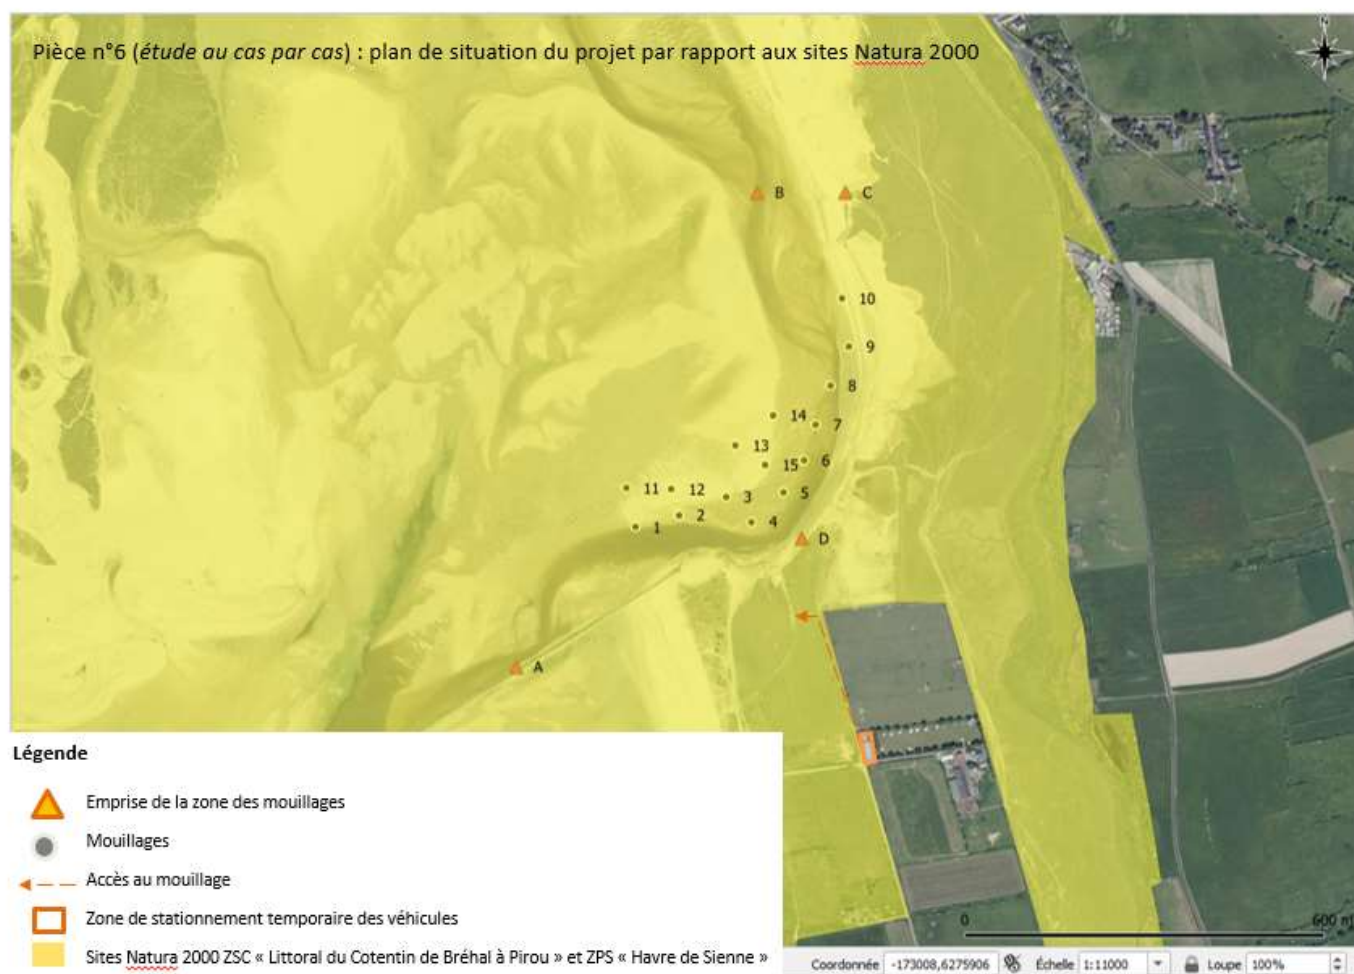 Pièce n°6 (étude au cas par cas) : plan de situation du projet par rapport aux sites Natura 2000
N
B
C
10
9
8
14
7
13
6
15
11
12
3
5
2
4
1
D
A
Légende
Emprise de la zone des mouillages
Mouillages
Accès au mouillage
Zone de stationnement temporaire des véhicules
Sites Natura 2000 ZSC « Littoral du Cotentin de Bréhal à Pirou » et ZPS « Havre de Sienne »
0
600 m
Coordonnée -173008,6275906 Échelle 1:11000 Loupe 100%